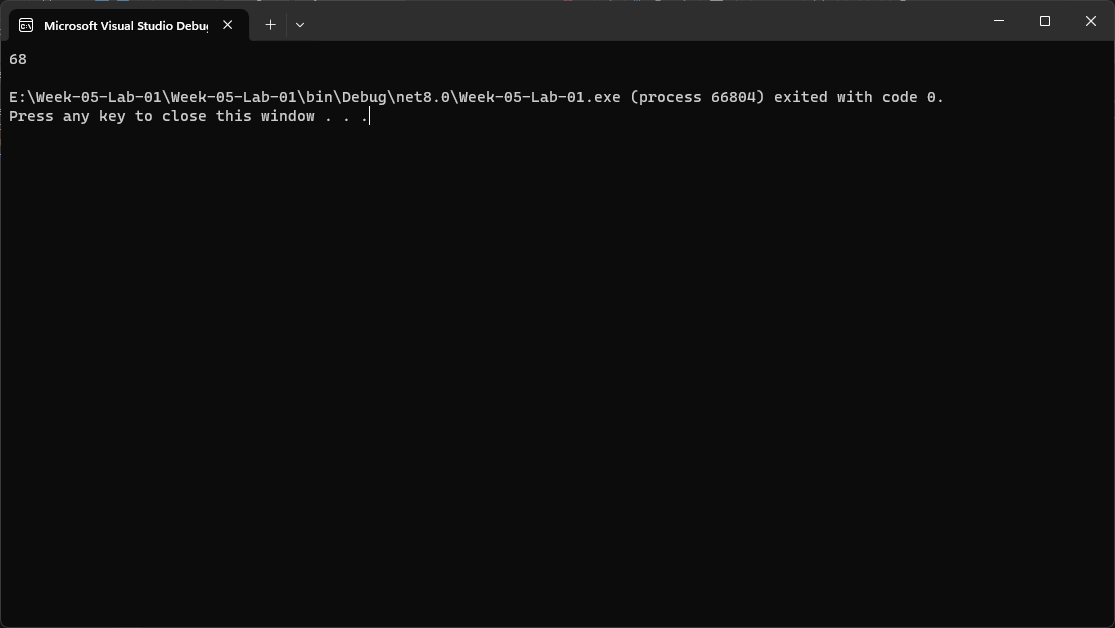 Microsoft Visual Studio Debug
68
E:\Week-05-Lab-01\Week-05-Lab-01\bin\Debug\net8.0\Week-05-Lab-01.exe (process 66804) exited with code 0.
Press any key to close this window . . .